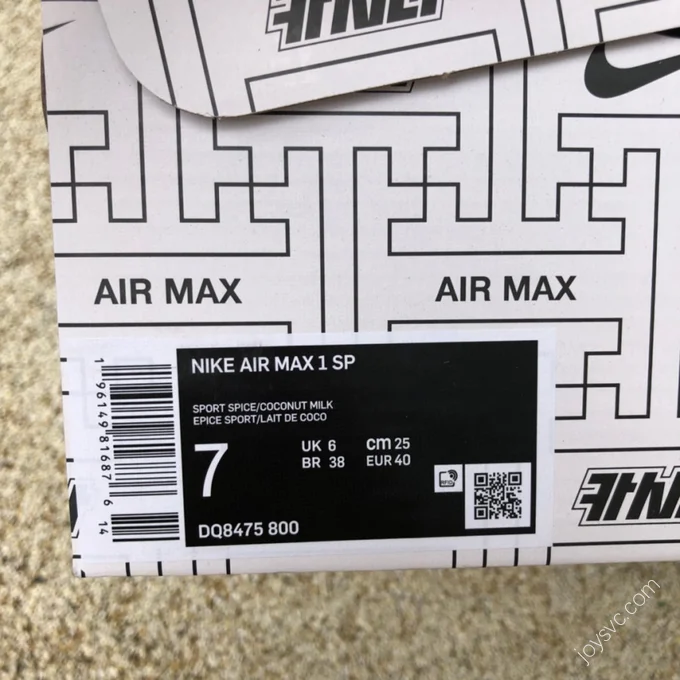 AIR MAX
AIR MAX
NIKE AIR MAX 1 SP
SPORT SPICE/COCONUT MILK
EPICE SPORT/LAIT DE COCO
7
UK 6
cm 25
BR 38
EUR 40
DQ8475 800
RFID
1 96149 81687 6 14
joysvc.com